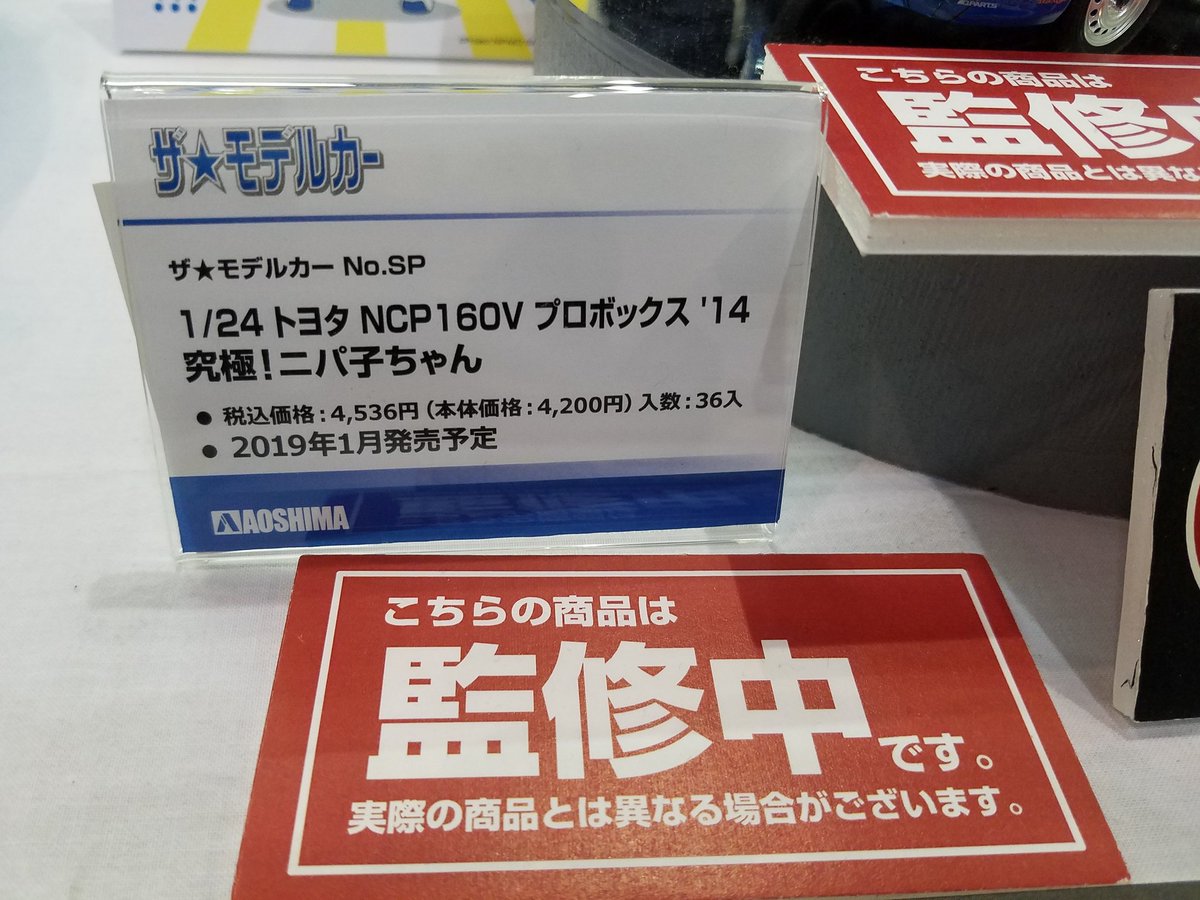 PARTS
こちらの商品は
監修
実際の商品とは異な
ザ★モデルカー
ザ★モデルカー No.SP
1/24 トヨタ NCP160V プロボックス '14
究極!ニパ子ちゃん
● 税込価格:4,536円(本体価格:4,200円)入数:36入
● 2019年1月発売予定
AOSHIMA
こちらの商品は
監修中です。
実際の商品とは異なる場合がございます。